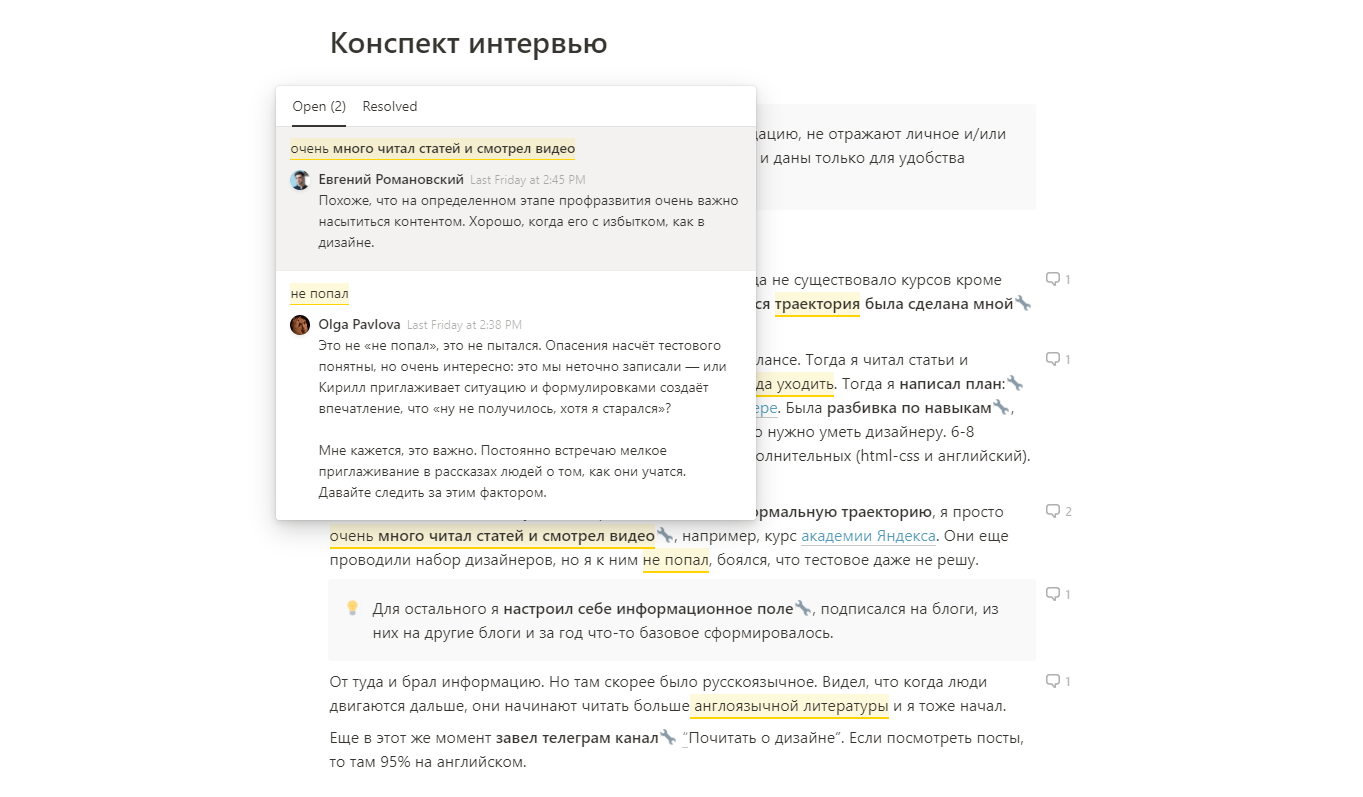 Конспект интервью
Open (2) Resolved
очень много читал статей и смотрел видео
Евгений Романовский Last Friday at 2:45 PM
Похоже, что на определенном этапе профразвития очень важно
насытиться контентом. Хорошо, когда его с избытком, как в
дизайне.
не попал
Olga Pavlova Last Friday at 2:38 PM
Это не «не попал», это не пытался. Опасения насчёт тестового
понятны, но очень интересно: это мы неточно записали — или
Кирилл приглаживает ситуацию и формулировками создаёт
впечатление, что «ну не получилось, хотя я старался»?
Мне кажется, это важно. Постоянно встречаю мелкое
приглаживание в рассказах людей о том, как они учатся.
Давайте следить за этим фактором.
не отражают личное и/или
и даны только для удобства
не существовало курсов кроме 1
траектория была сделана мной
Тогда я читал статьи и 1
уходить. Тогда я написал план:
Была разбивка по навыкам,
нужно уметь дизайнеру. 6-8
(html-css и английский).
траекторию, я просто 2
очень много читал статей и смотрел видео, например, курс академии Яндекса. Они еще
проводили набор дизайнеров, но я к ним не попал, боялся, что тестовое даже не решу.
1
Для остального я настроил себе информационное поле, подписался на блоги, из
них на другие блоги и за год что-то базовое сформировалось.
От туда и брал информацию. Но там скорее было русскоязычное. Видел, что когда люди 1
двигаются дальше, они начинают читать больше англоязычной литературы и я тоже начал.
Еще в этот же момент завел телеграм канал “Почитать о дизайне”. Если посмотреть посты,
то там 95% на английском.